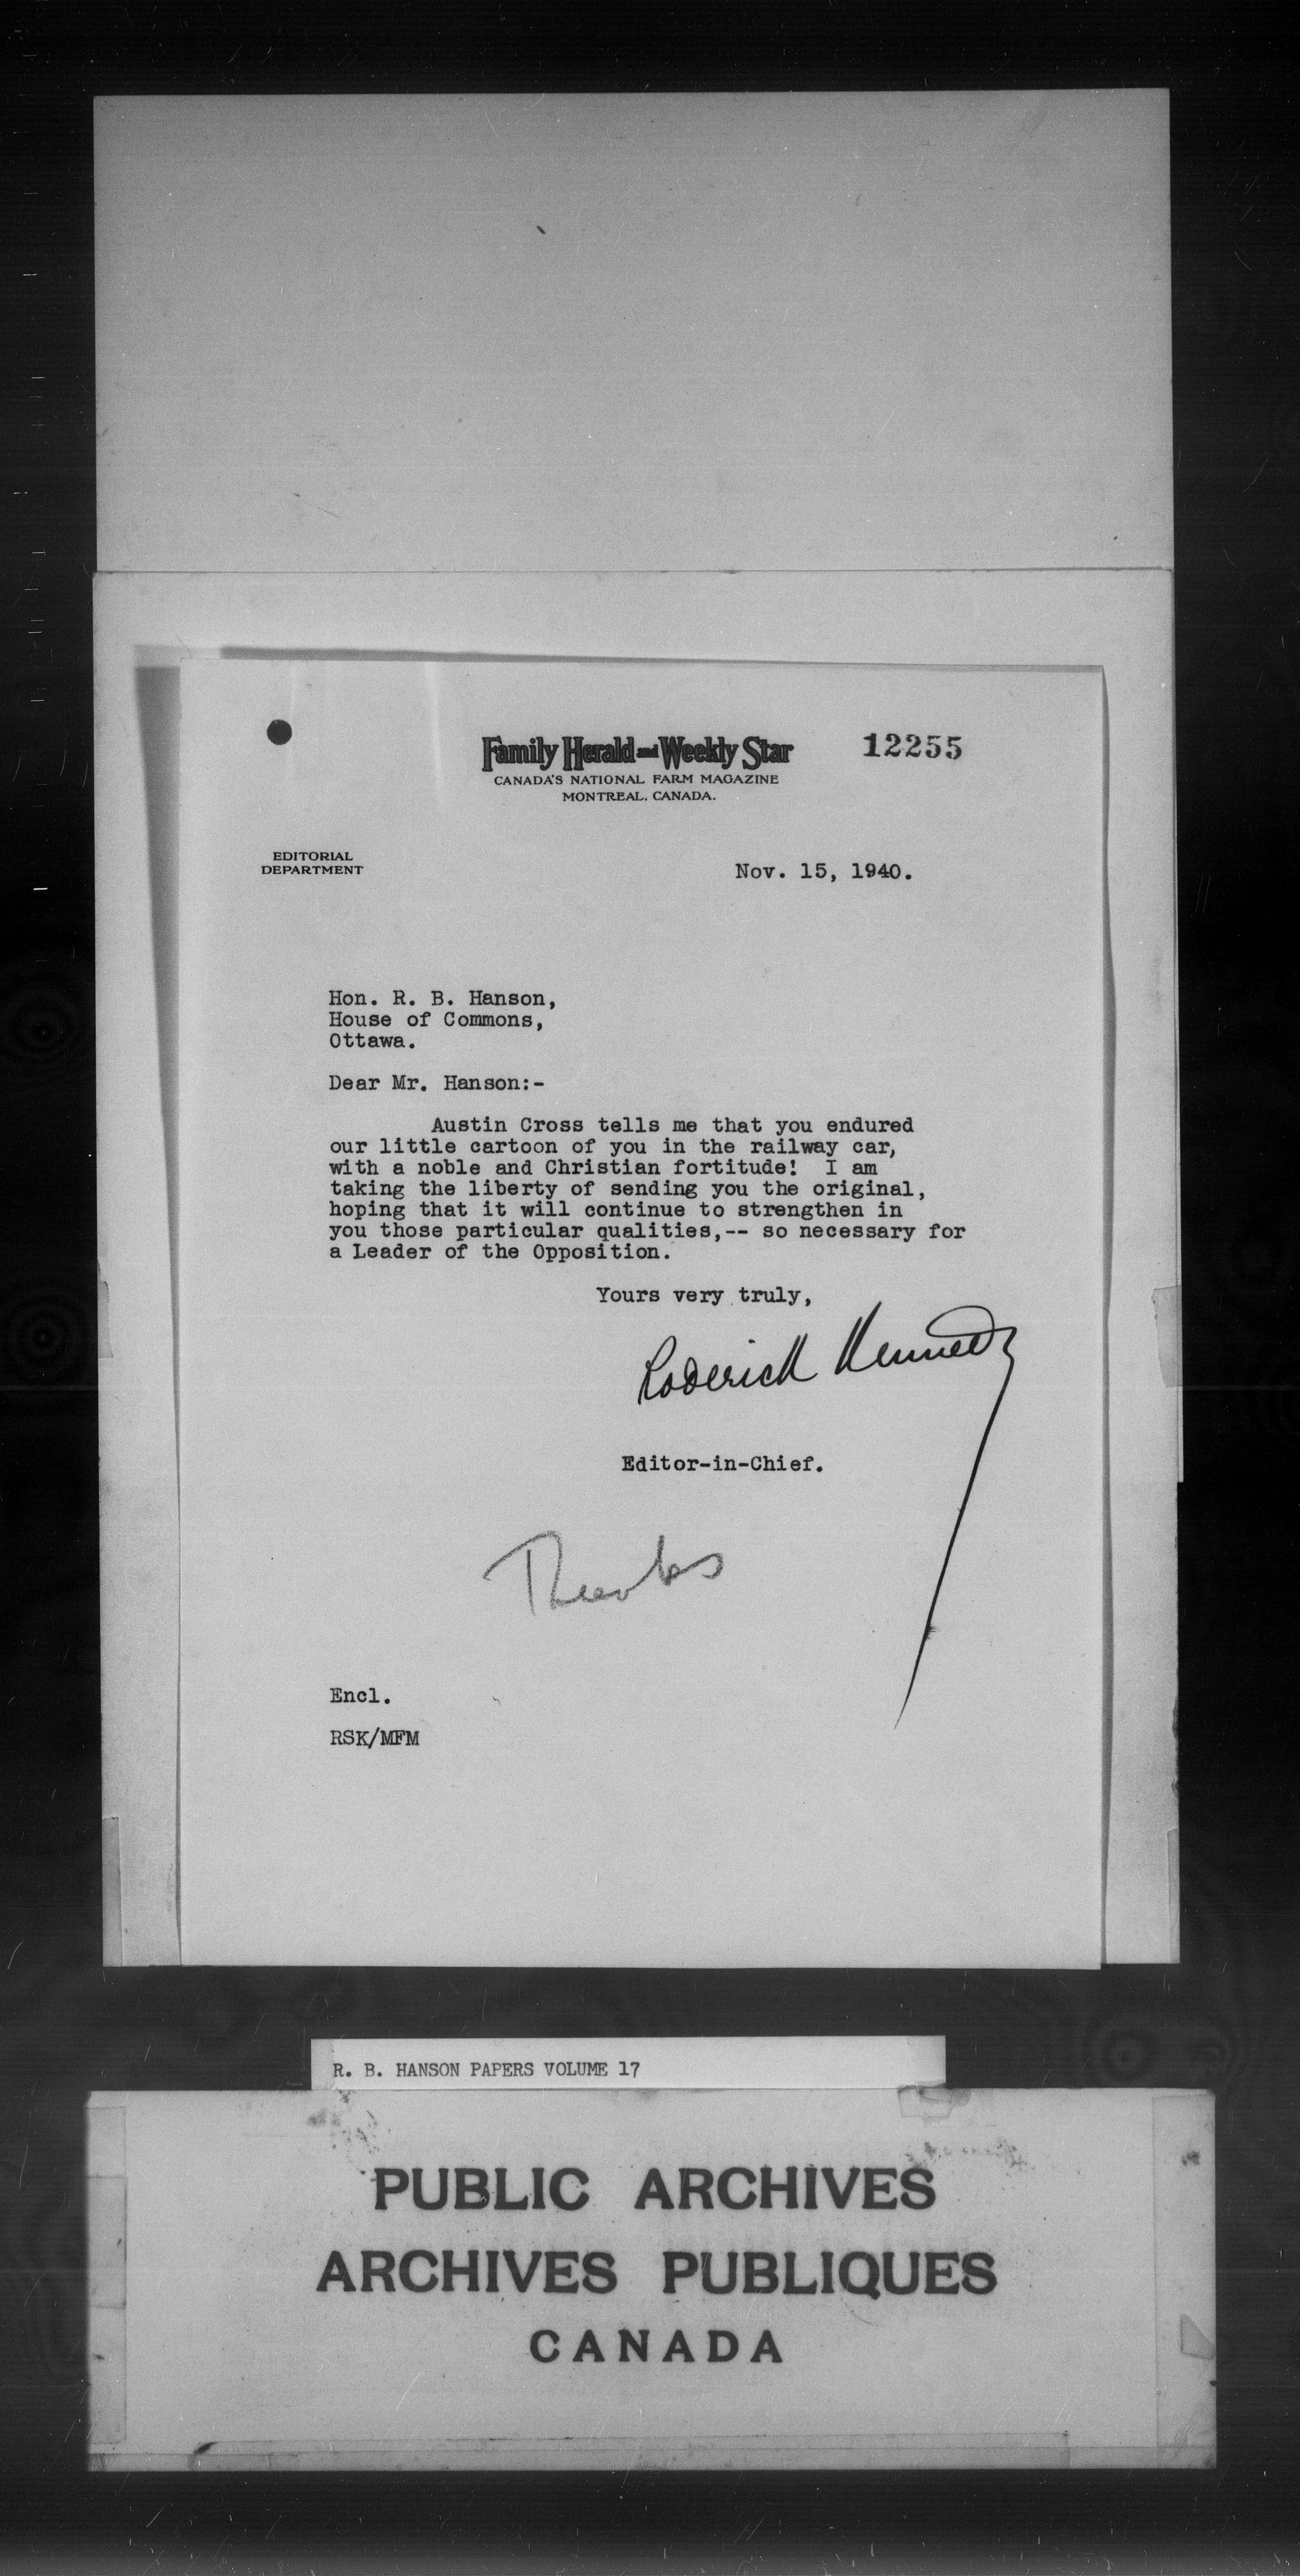 Family Herald and Weekly Star
12255
CANADA'S NATIONAL FARM MAGAZINE
MONTREAL, CANADA.
EDITORIAL
DEPARTMENT
Nov. 15, 1940.
Hon. R. B. Hanson,
House of Commons,
Ottawa.
Dear Mr. Hanson:-
Austin Cross tells me that you endured
our little cartoon of you in the railway car,
with a noble and Christian fortitude! I am
taking the liberty of sending you the original,
hoping that it will continue to strengthen in
you those particular qualities,-- so necessary for
a Leader of the Opposition.
Yours very truly,
Roderick Kennedy
Editor-in-Chief.
Thanks
Encl.
RSK/MFM
R. B. HANSON PAPERS VOLUME 17
PUBLIC ARCHIVES
ARCHIVES PUBLIQUES
CANADA